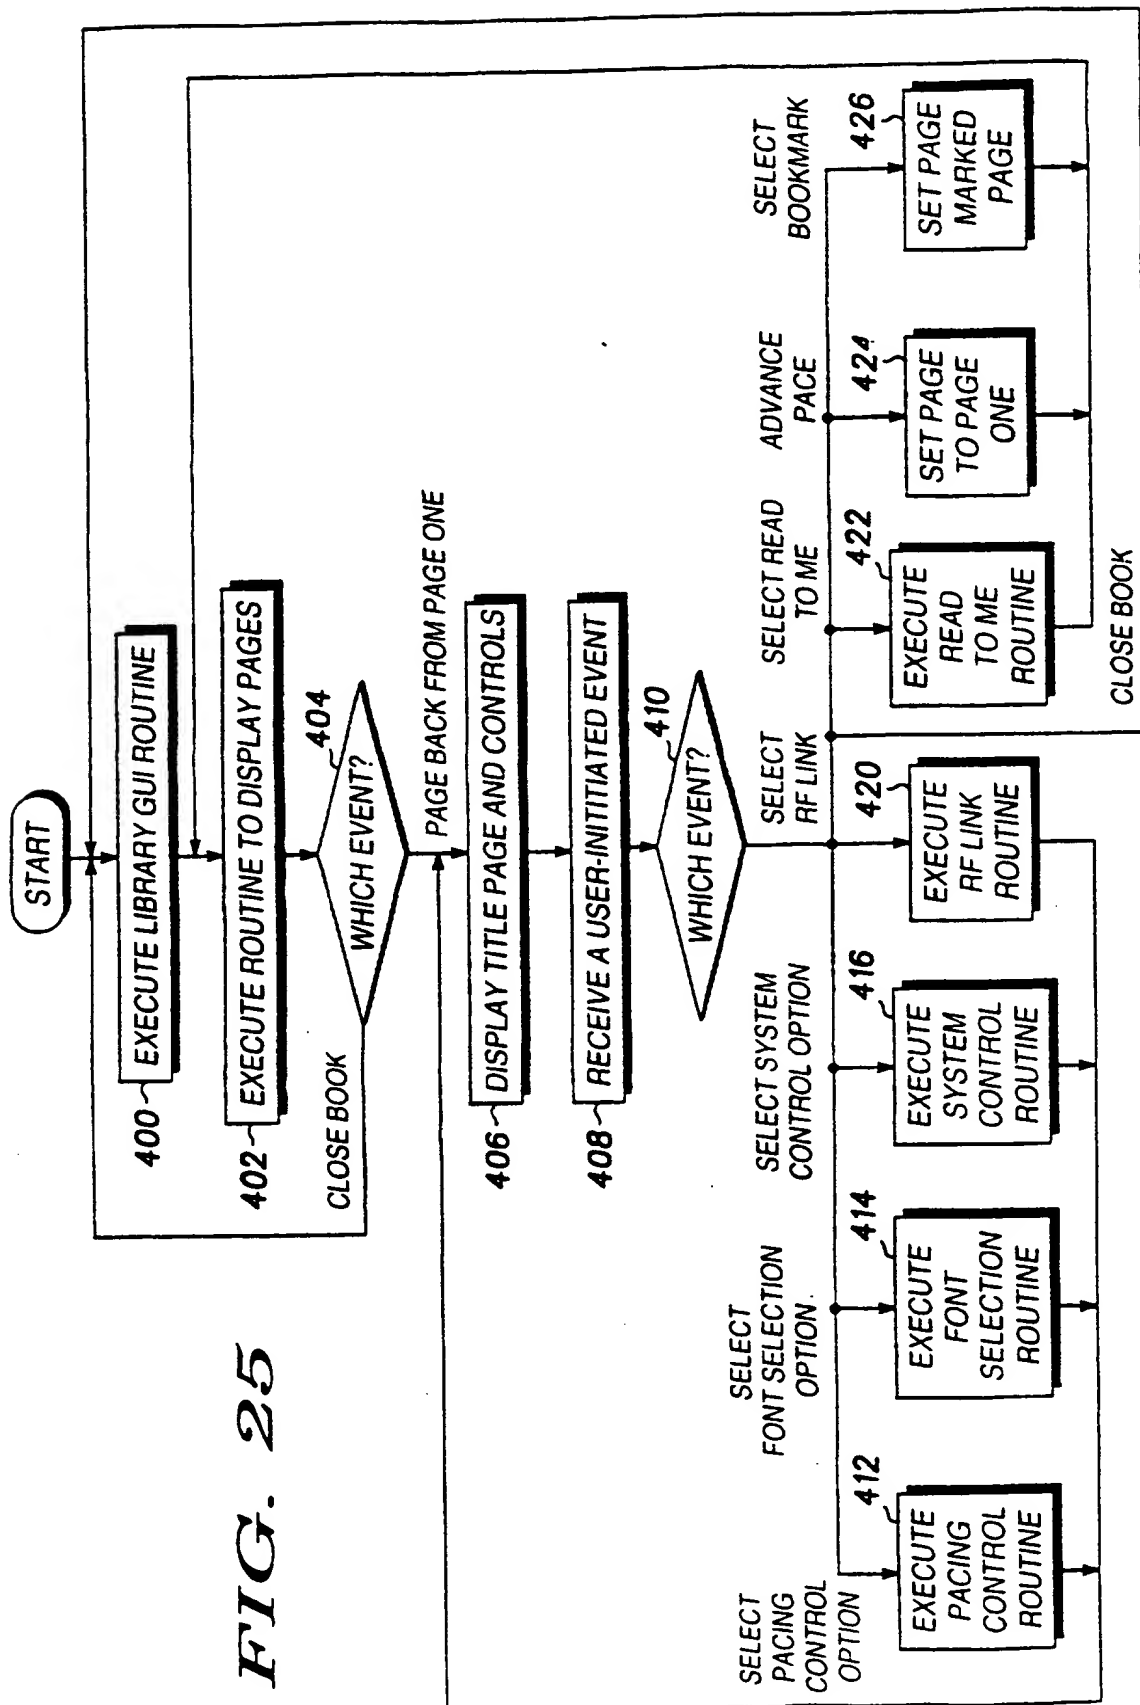 FIG. 25
START
400
EXECUTE LIBRARY GUI ROUTINE
402
EXECUTE ROUTINE TO DISPLAY PAGES
404
WHICH EVENT?
CLOSE BOOK
PAGE BACK FROM PAGE ONE
406
DISPLAY TITLE PAGE AND CONTROLS
408
RECEIVE A USER-INITITIATED EVENT
410
WHICH EVENT?
SELECT
PACING
CONTROL
OPTION
412
EXECUTE
PACING
CONTROL
ROUTINE
SELECT
FONT SELECTION
OPTION
414
EXECUTE
FONT
SELECTION
ROUTINE
SELECT SYSTEM
CONTROL OPTION
416
EXECUTE
SYSTEM
CONTROL
ROUTINE
SELECT
RF LINK
420
EXECUTE
RF LINK
ROUTINE
SELECT READ
TO ME
422
EXECUTE
READ
TO ME
ROUTINE
ADVANCE
PACE
424
SET PAGE
TO PAGE
ONE
SELECT
BOOKMARK
426
SET PAGE
MARKED
PAGE
CLOSE BOOK